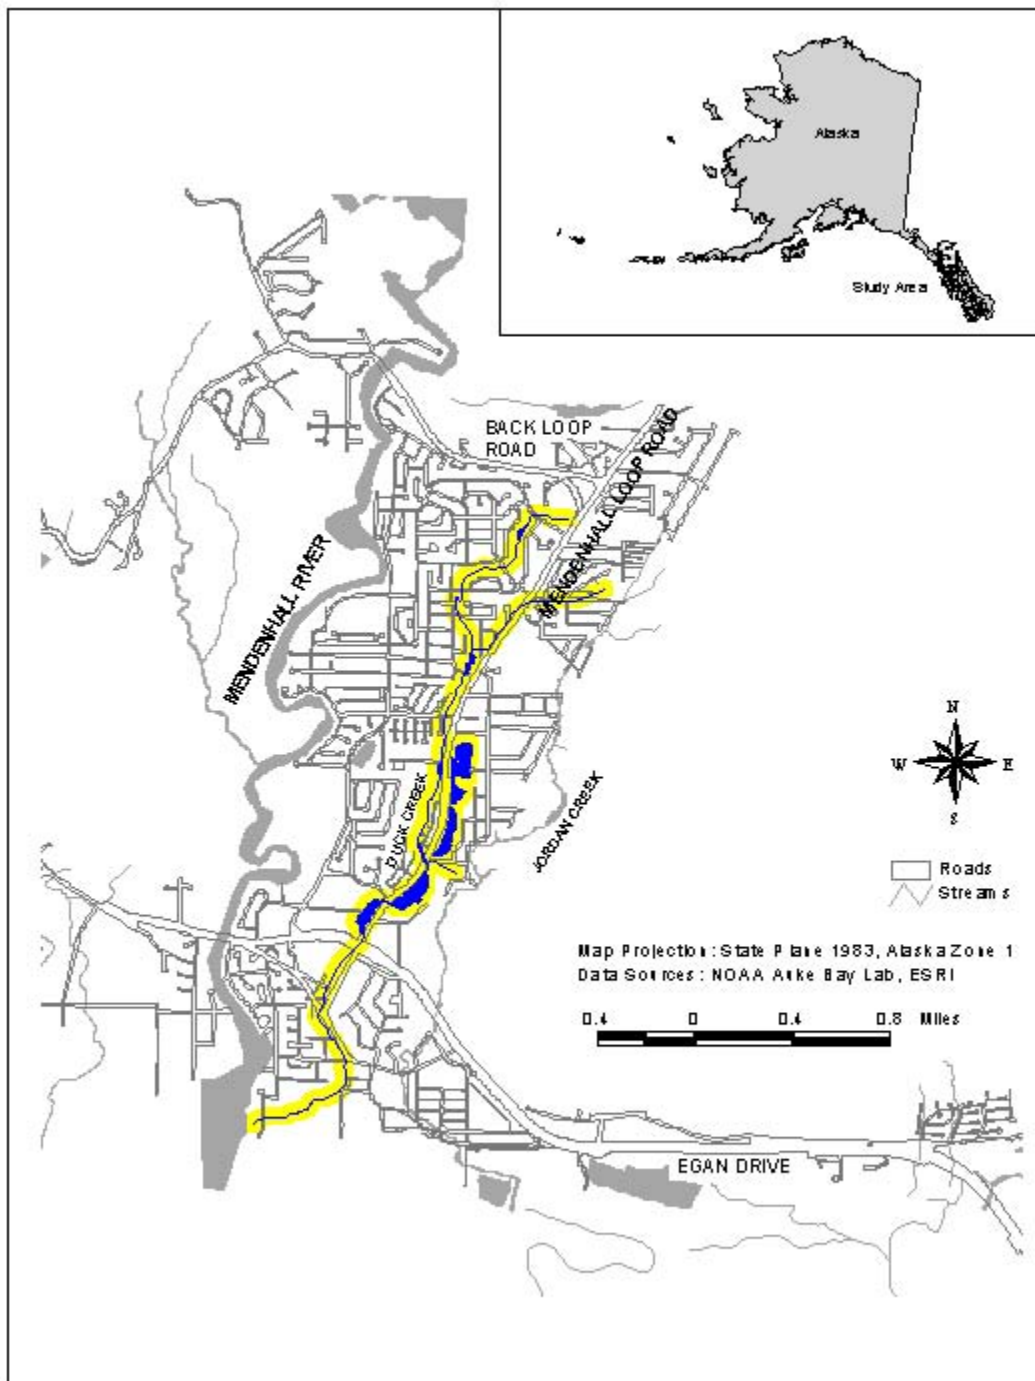 Alaska
Study Area
BACK LOOP
ROAD
MENDENHALL LOOP ROAD
MENDENHALL RIVER
DUCK CREEK
JORDAN CREEK
N
W E
S
Roads
Streams
Map Projection: State Plane 1983, Alaska Zone 1
Data Sources: NOAA Auke Bay Lab, ESRI
0.4 0 0.4 0.8 Miles
EGAN DRIVE